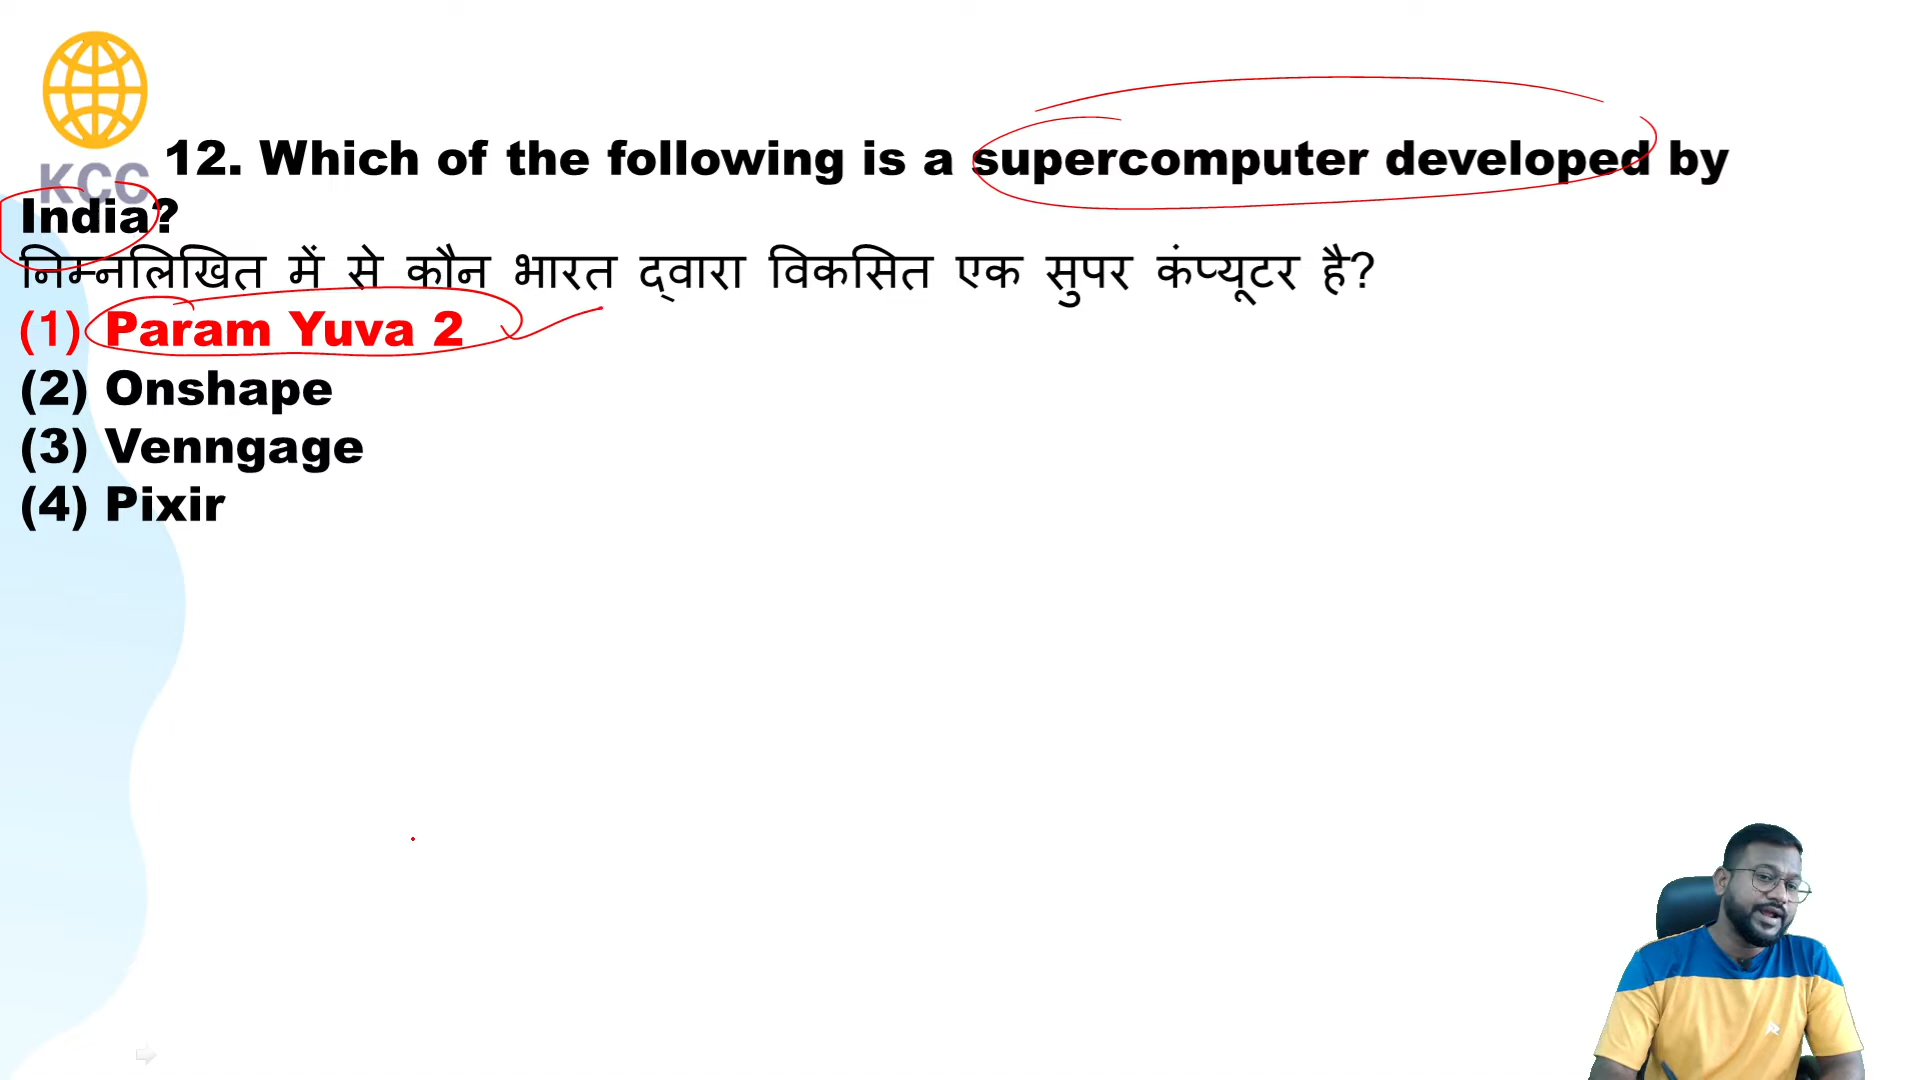 KCC
12. Which of the following is a supercomputer developed by
India?
निम्नलिखित में से कौन भारत द्वारा विकसित एक सुपर कंप्यूटर है?
(1) Param Yuva 2
(2) Onshape
(3) Venngage
(4) Pixir